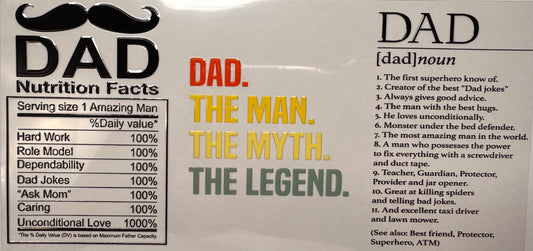 DAD
Nutrition Facts
Serving size 1 Amazing Man
%Daily value*
Hard Work 100%
Role Model 100%
Dependability 100%
Dad Jokes 100%
“Ask Mom” 100%
Caring 100%
Unconditional Love 1000%
*The % Daily Value (DV) is based on Maximum Father Capacity.
DAD.
THE MAN.
THE MYTH.
THE LEGEND.
DAD
[dad]noun
1. The first superhero know of.
2. Creator of the best “Dad jokes”
3. Always gives good advice.
4. The man with the best hugs.
5. He loves unconditionally.
6. Monster under the bed defender.
7. The most amazing man in the world.
8. A man who possesses the power
to fix everything with a screwdriver
and duct tape.
9. Teacher, Guardian, Protector,
Provider and jar opener.
10. Great at killing spiders
and telling bad jokes.
11. And excellent taxi driver
and lawn mower.
(See also: Best friend, Protector,
Superhero, ATM)